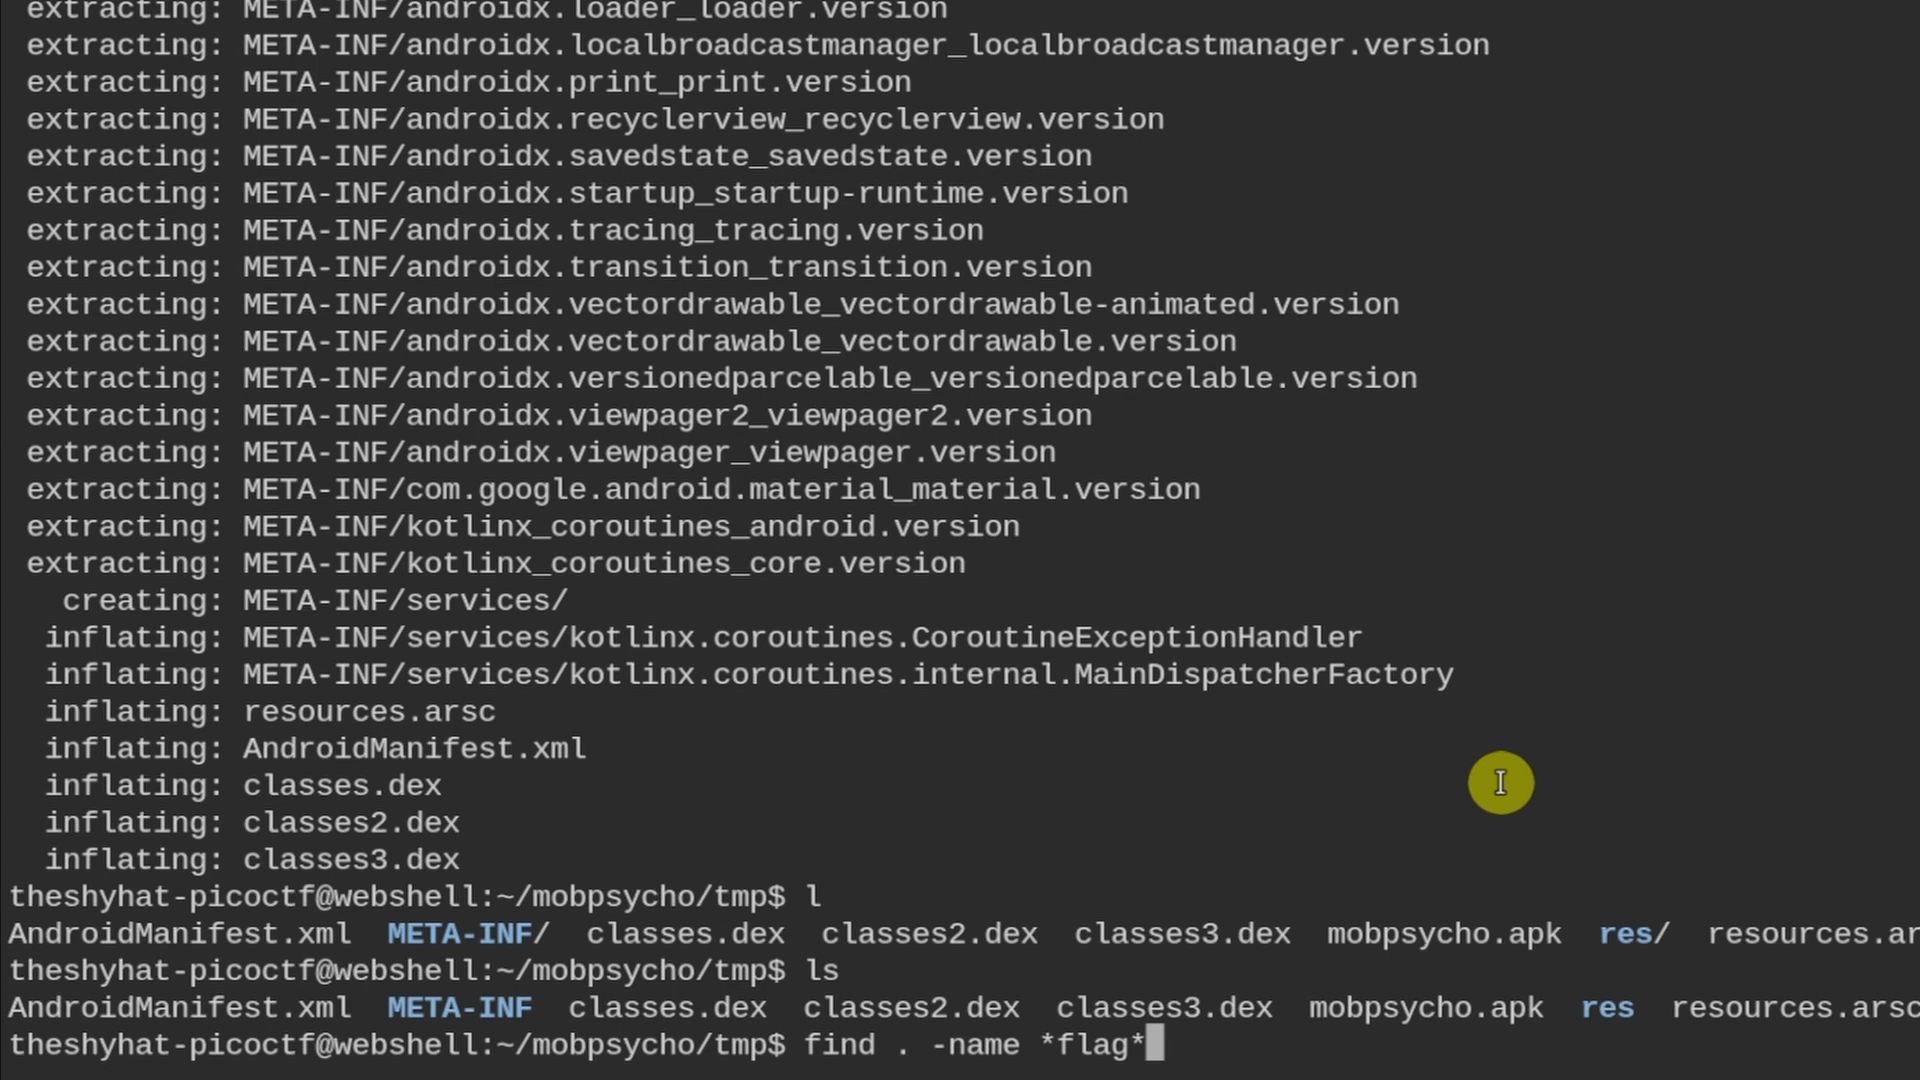 extracting: META-INF/androidx.loader_loader.version
extracting: META-INF/androidx.localbroadcastmanager_localbroadcastmanager.version
extracting: META-INF/androidx.print_print.version
extracting: META-INF/androidx.recyclerview_recyclerview.version
extracting: META-INF/androidx.savedstate_savedstate.version
extracting: META-INF/androidx.startup_startup-runtime.version
extracting: META-INF/androidx.tracing_tracing.version
extracting: META-INF/androidx.transition_transition.version
extracting: META-INF/androidx.vectordrawable_vectordrawable-animated.version
extracting: META-INF/androidx.vectordrawable_vectordrawable.version
extracting: META-INF/androidx.versionedparcelable_versionedparcelable.version
extracting: META-INF/androidx.viewpager2_viewpager2.version
extracting: META-INF/androidx.viewpager_viewpager.version
extracting: META-INF/com.google.android.material_material.version
extracting: META-INF/kotlinx_coroutines_android.version
extracting: META-INF/kotlinx_coroutines_core.version
creating: META-INF/services/
inflating: META-INF/services/kotlinx.coroutines.CoroutineExceptionHandler
inflating: META-INF/services/kotlinx.coroutines.internal.MainDispatcherFactory
inflating: resources.arsc
inflating: AndroidManifest.xml
inflating: classes.dex
inflating: classes2.dex
inflating: classes3.dex
theshyhat-picoctf@webshell:~/mobpsycho/tmp$ l
AndroidManifest.xml META-INF/ classes.dex classes2.dex classes3.dex mobpsycho.apk res/ resources.ar
theshyhat-picoctf@webshell:~/mobpsycho/tmp$ ls
AndroidManifest.xml META-INF classes.dex classes2.dex classes3.dex mobpsycho.apk res resources.arsc
theshyhat-picoctf@webshell:~/mobpsycho/tmp$ find . -name *flag*